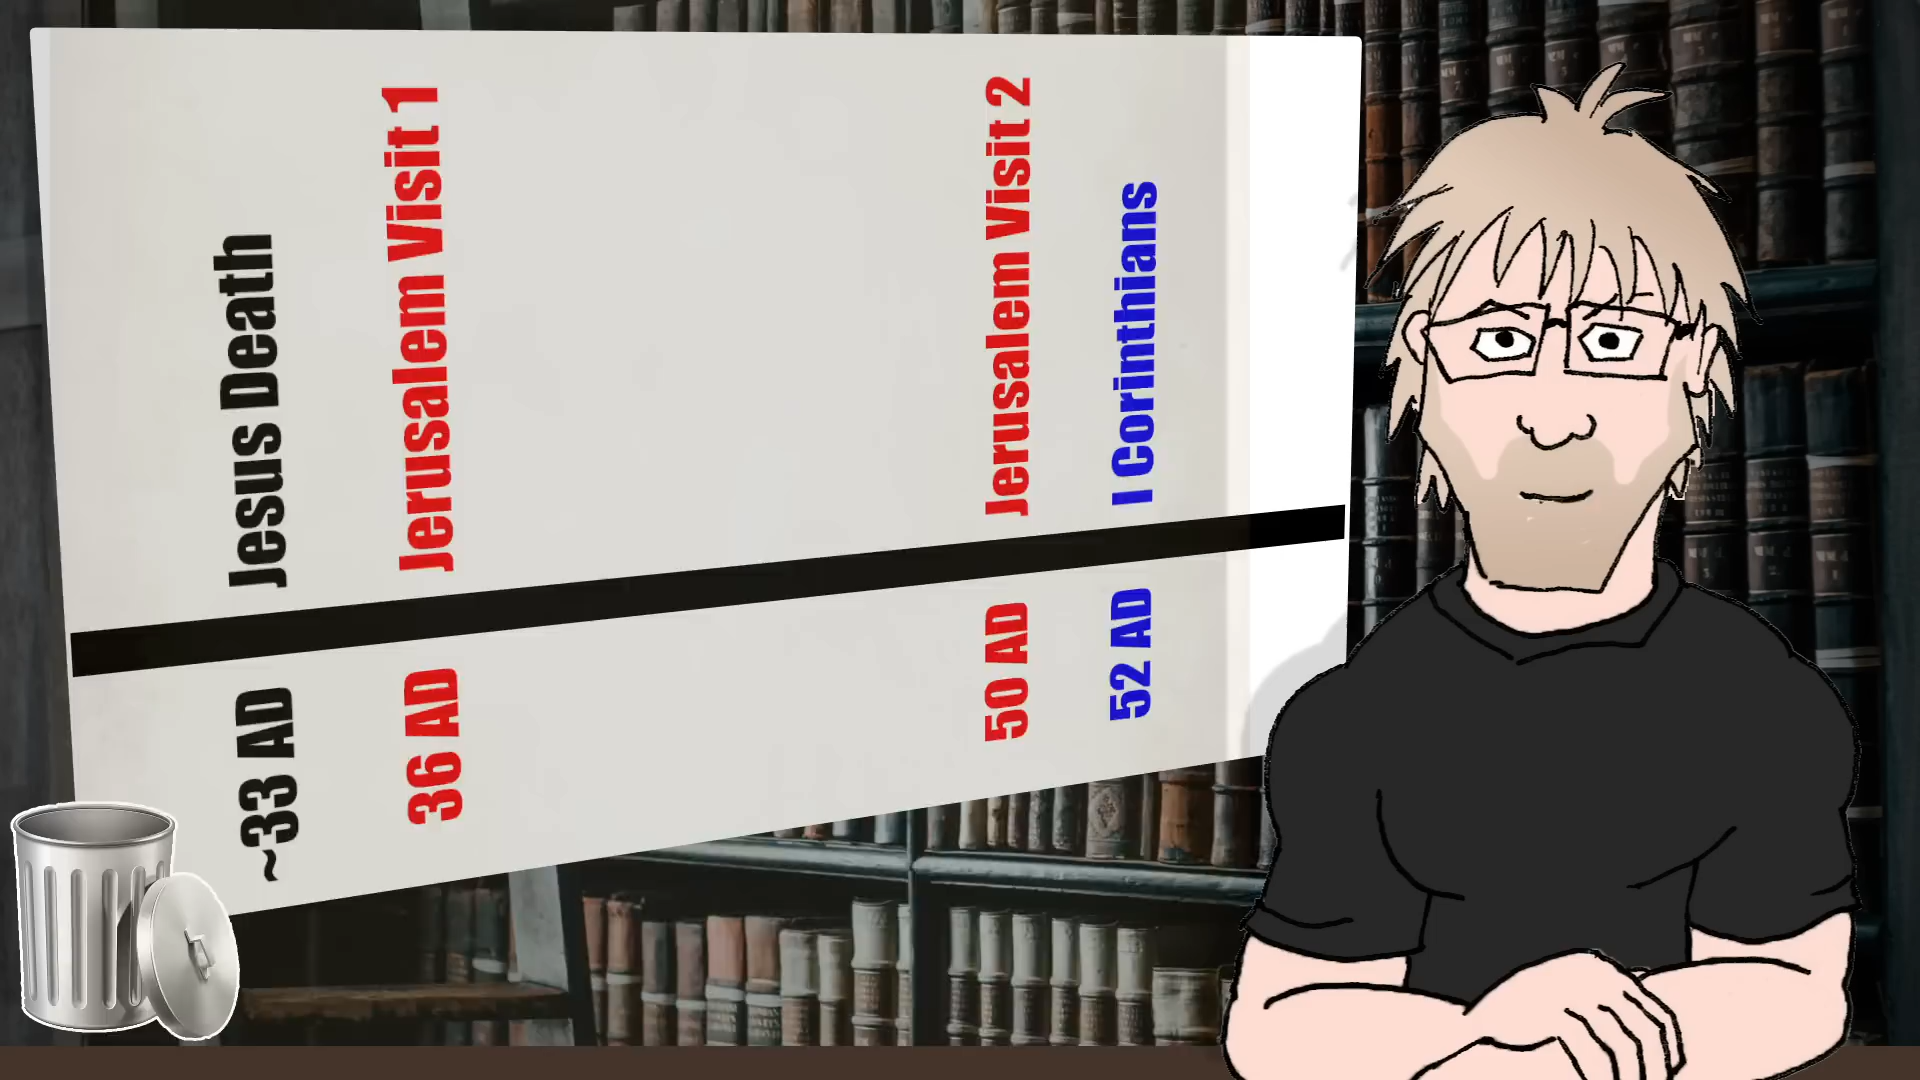 Jesus Death
Jerusalem Visit 1
Jerusalem Visit 2
I Corinthians
~33 AD
36 AD
50 AD
52 AD